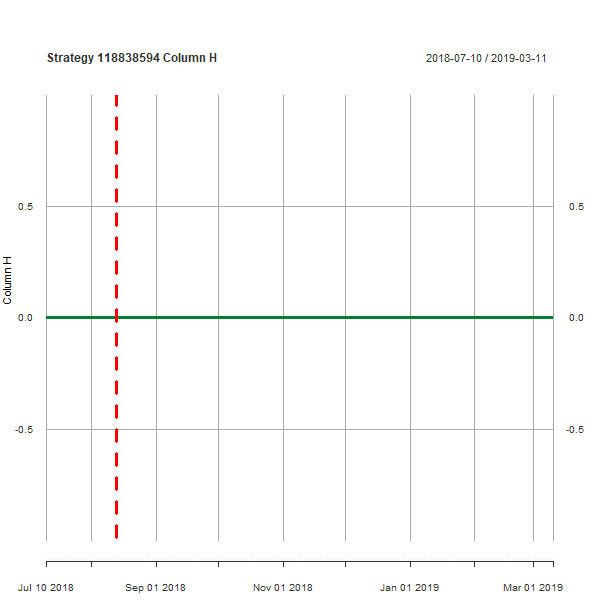 Strategy 118838594 Column H
2018-07-10 / 2019-03-11
0.5
0.5
Column H
0.0
0.0
-0.5
-0.5
Jul 10 2018
Sep 01 2018
Nov 01 2018
Jan 01 2019
Mar 01 2019